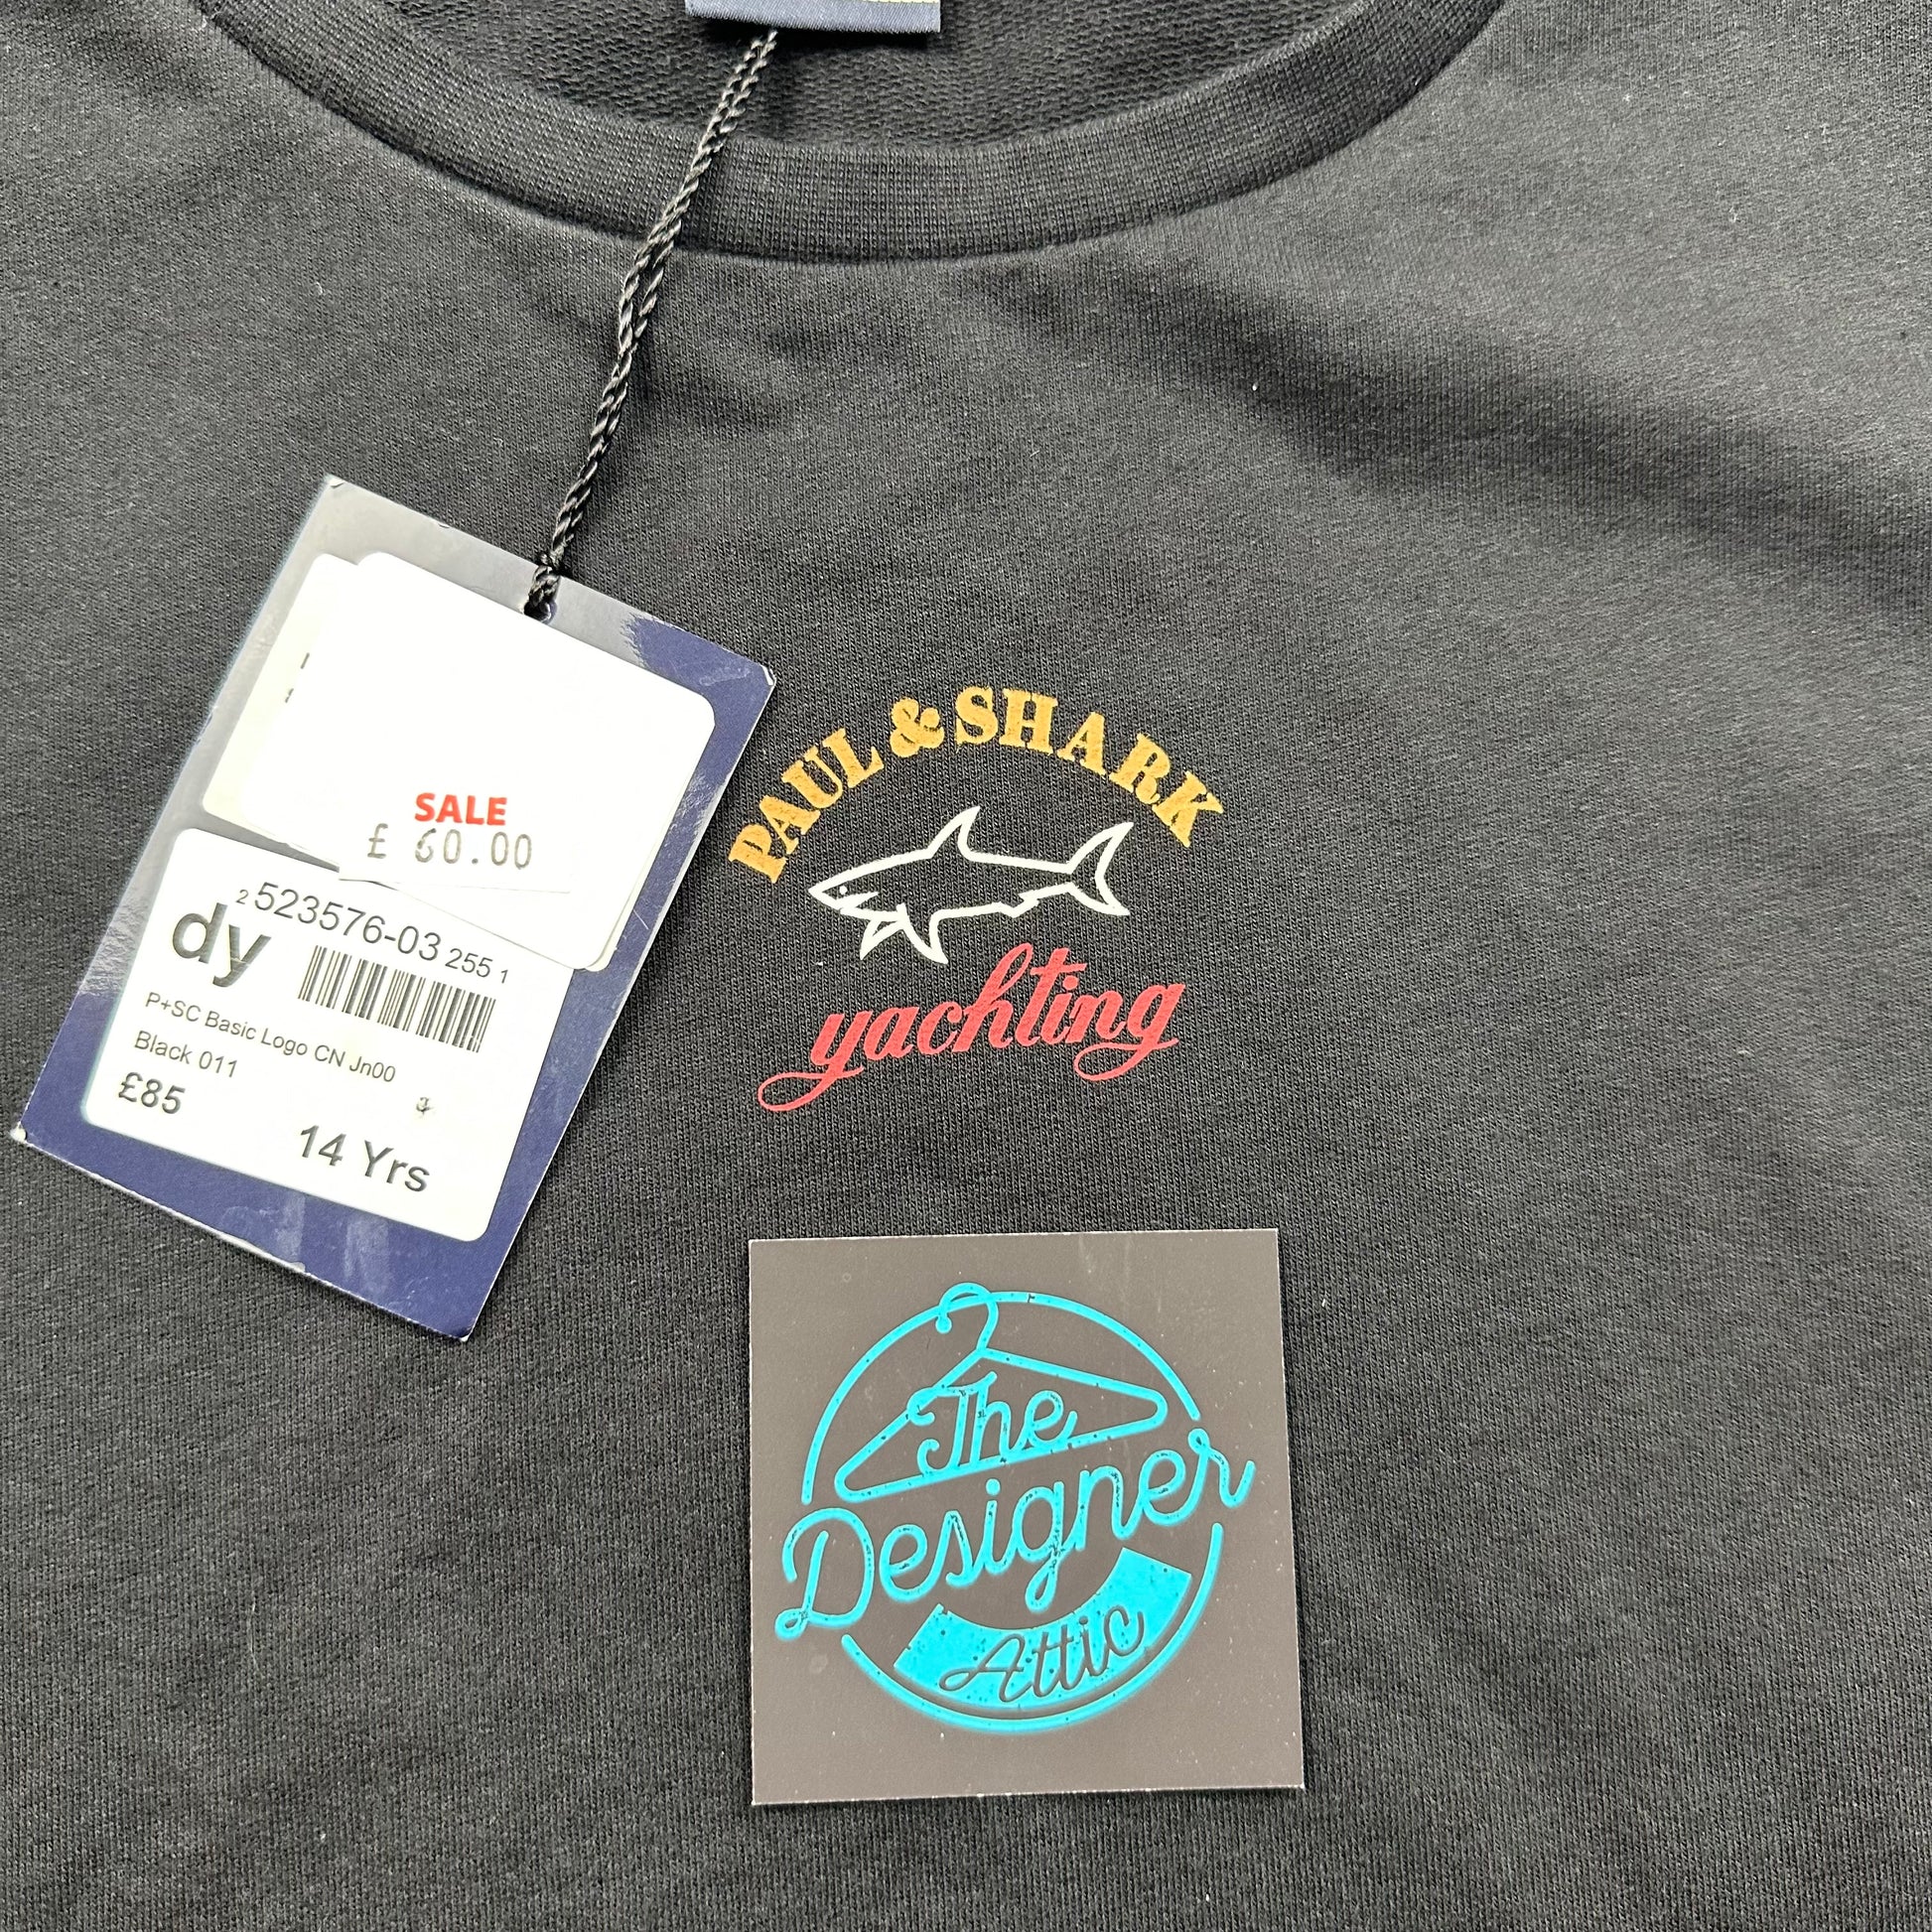 SALE
£ 60.00
2 523576-03 255 1
dy
P+SC Basic Logo CN Jn00
Black 011
£85
14 Yrs
PAUL & SHARK
yachting
The
Designer
Attic